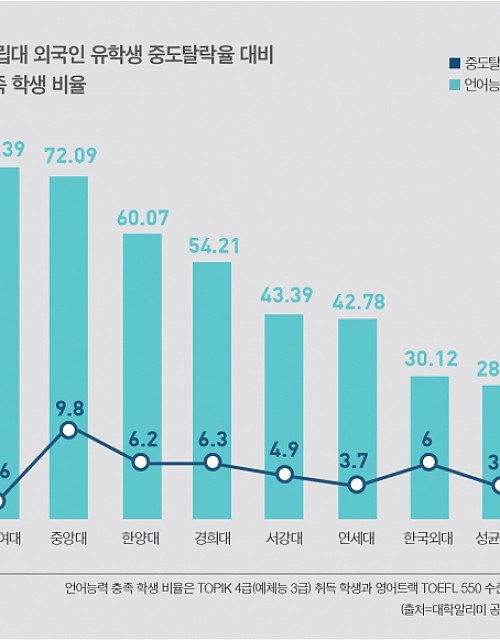 립대 외국인 유학생 중도탈락율 대비
족 학생 비율
중도탈
언어능
.39
72.09
60.07
54.21
43.39
42.78
30.12
28
6
9.8
6.2
6.3
4.9
3.7
6
3
여대
중앙대
한양대
경희대
서강대
연세대
한국외대
성균
언어능력 충족 학생 비율은 TOPIK 4급(예체능 3급) 취득 학생과 영어트랙 TOEFL 550 수준
(출처=대학알리미 공